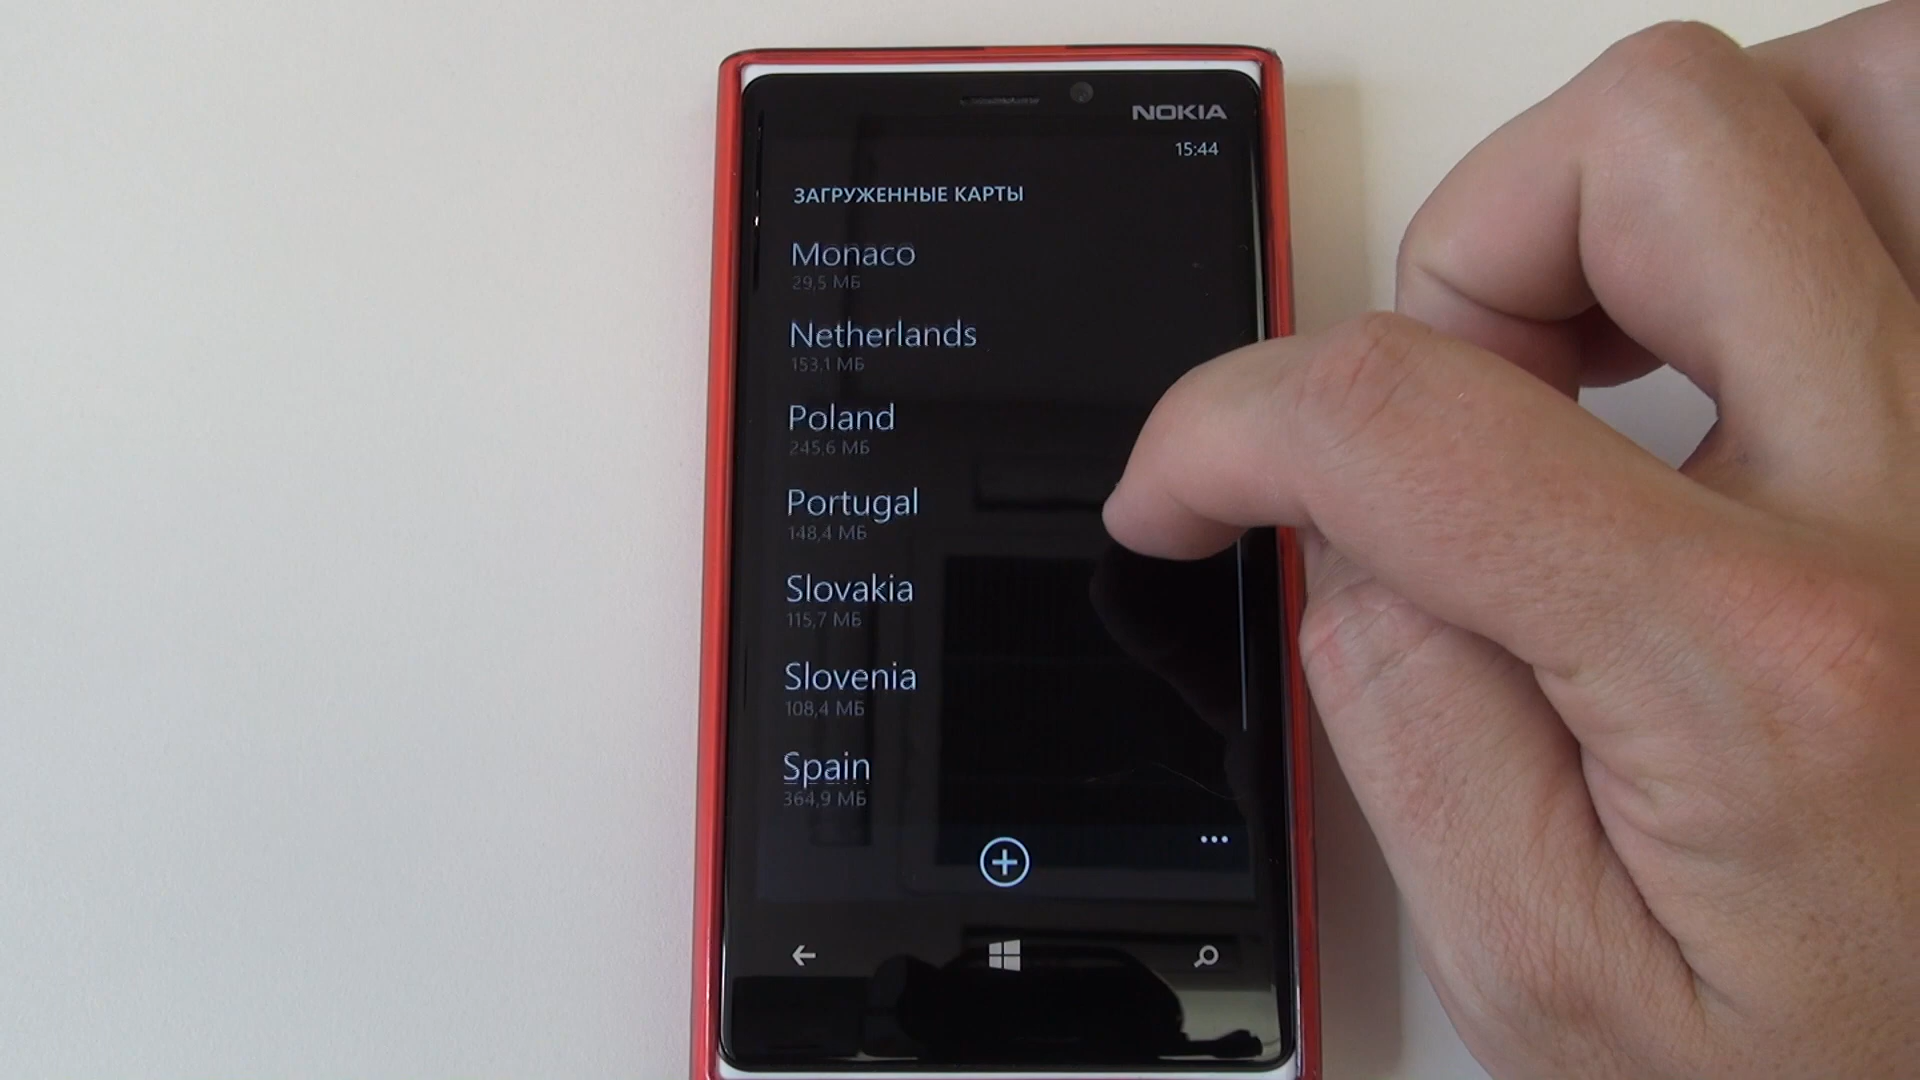 NOKIA
15:44
ЗАГРУЖЕННЫЕ КАРТЫ
Monaco
29,5 МБ
Netherlands
153,1 МБ
Poland
245,6 МБ
Portugal
148,4 МБ
Slovakia
115,7 МБ
Slovenia
108,4 МБ
Spain
364,9 МБ